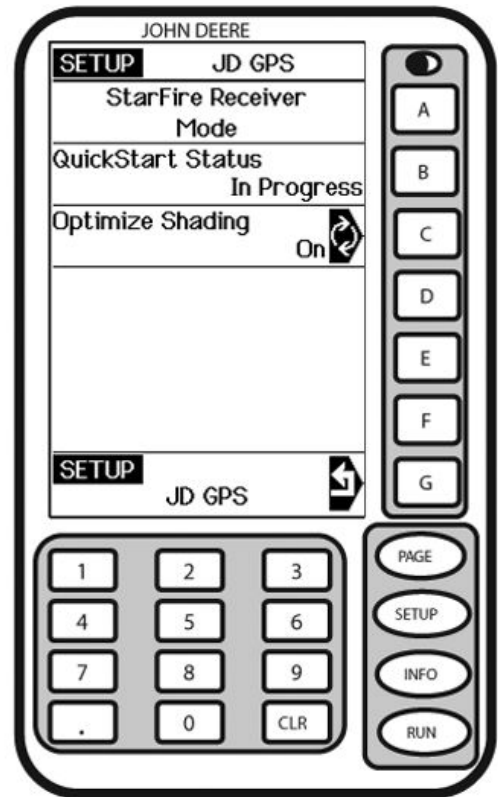 JOHN DEERE
SETUP JD GPS
StarFire Receiver
Mode
QuickStart Status
In Progress
Optimize Shading
On
SETUP
JD GPS
A
B
C
D
E
F
G
1 2 3
4 5 6
7 8 9
. 0 CLR
PAGE
SETUP
INFO
RUN